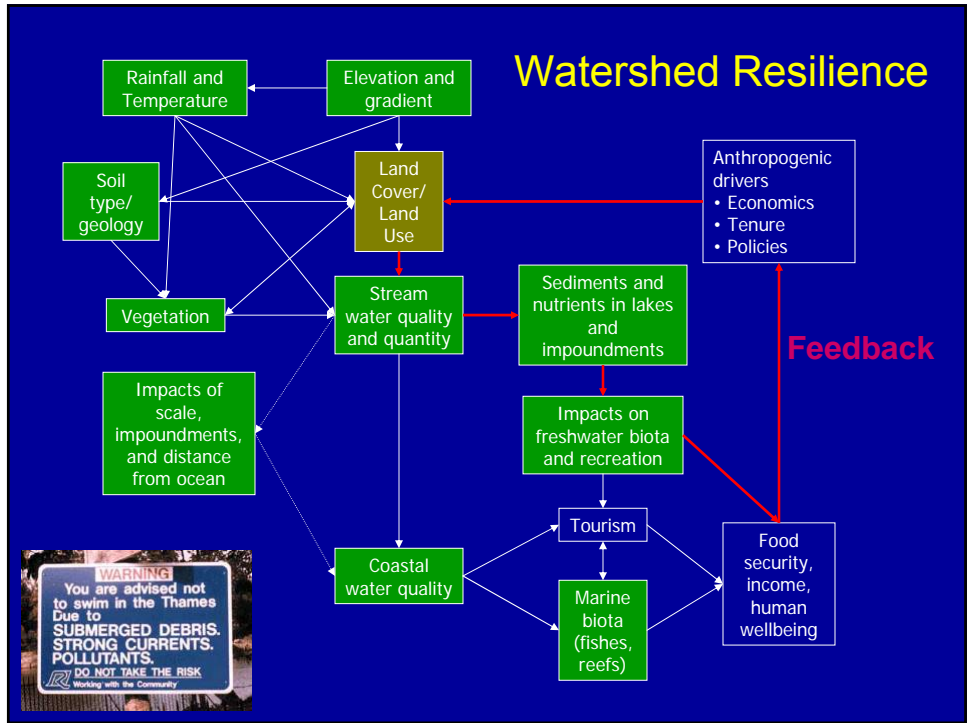 Watershed Resilience
Rainfall and
Temperature
Elevation and
gradient
Soil
type/
geology
Land
Cover/
Land
Use
Anthropogenic
drivers
• Economics
• Tenure
• Policies
Vegetation
Stream
water quality
and quantity
Sediments and
nutrients in lakes
and
impoundments
Feedback
Impacts of
scale,
impoundments,
and distance
from ocean
Impacts on
freshwater biota
and recreation
Tourism
Food
security,
income,
human
wellbeing
Coastal
water quality
Marine
biota
(fishes,
reefs)
WARNING
You are advised not
to swim in the Thames
Due to
SUBMERGED DEBRIS.
STRONG CURRENTS.
POLLUTANTS.
DO NOT TAKE THE RISK
Working with the Community